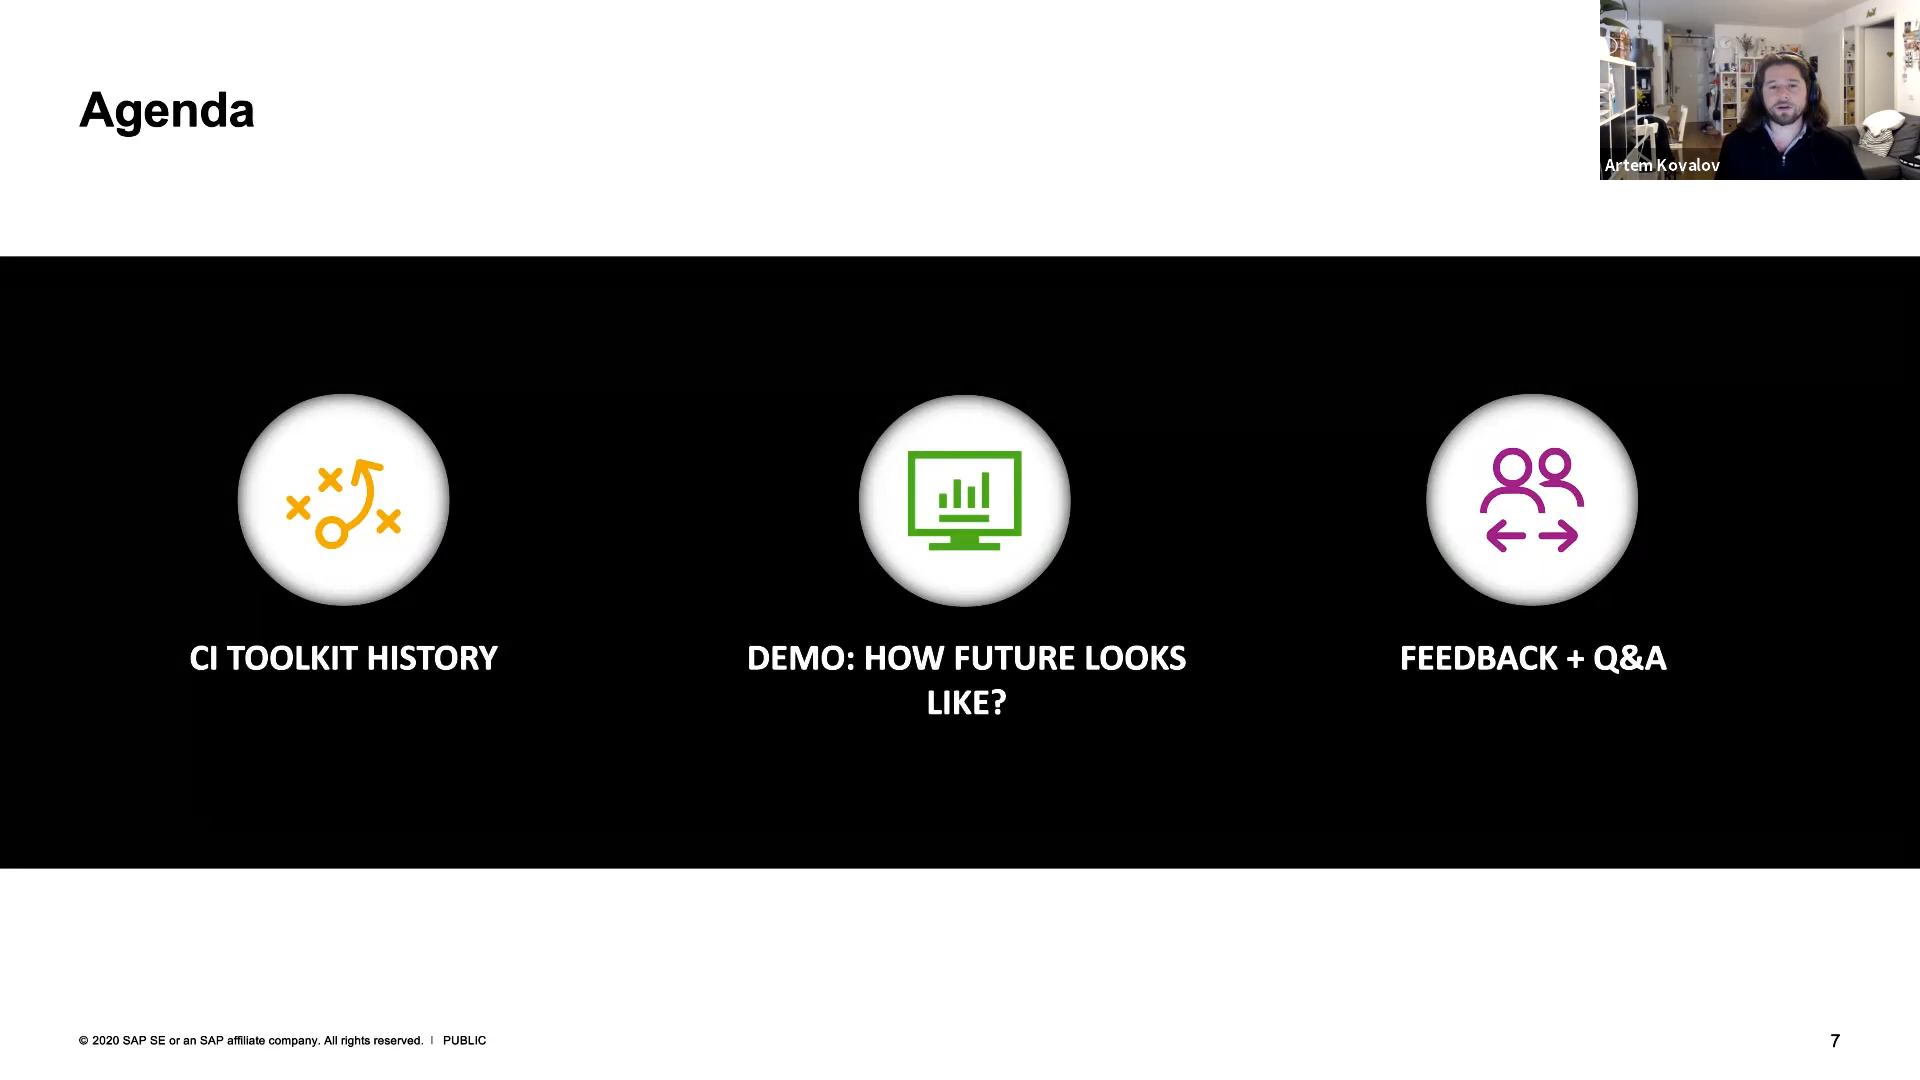 Agenda
Artem Kovalov
CI TOOLKIT HISTORY
DEMO: HOW FUTURE LOOKS
LIKE?
FEEDBACK + Q&A
© 2020 SAP SE or an SAP affiliate company. All rights reserved. | PUBLIC
7